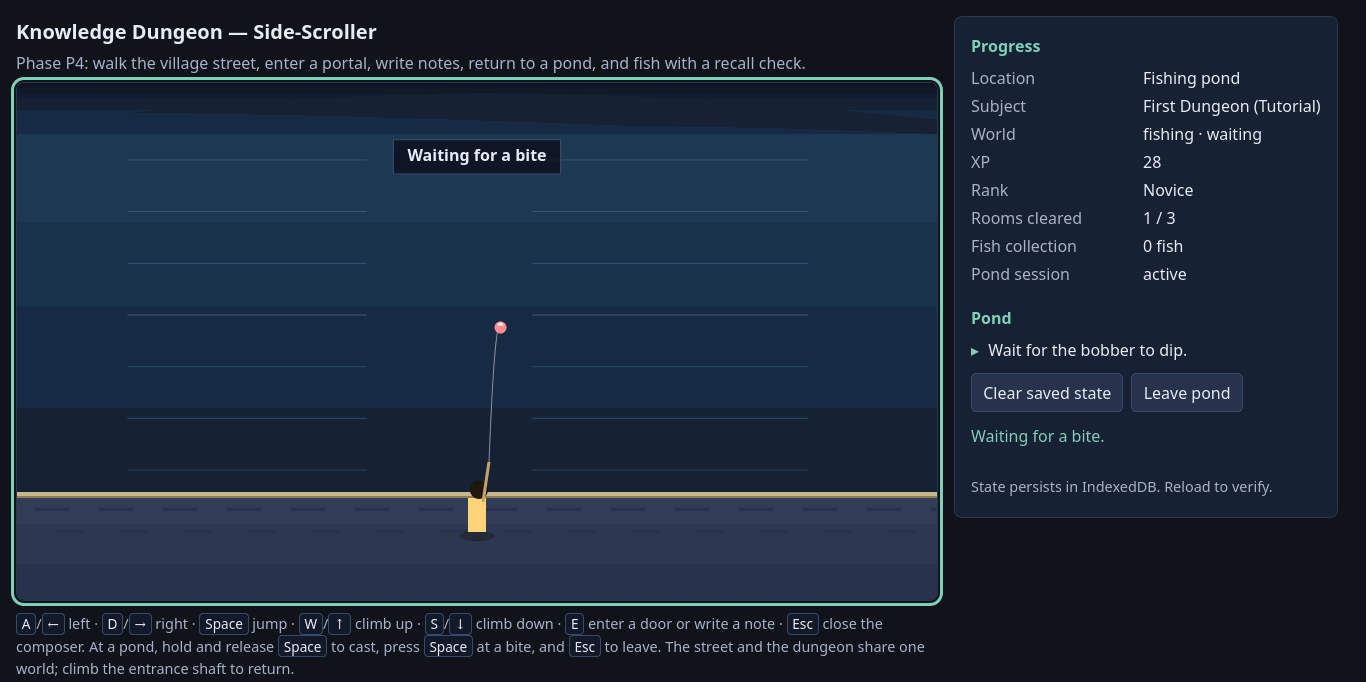 Knowledge Dungeon — Side-Scroller
Phase P4: walk the village street, enter a portal, write notes, return to a pond, and fish with a recall check.
Waiting for a bite
A/← left · D/→ right · Space jump · W/↑ climb up · S/↓ climb down · E enter a door or write a note · Esc close the
composer. At a pond, hold and release Space to cast, press Space at a bite, and Esc to leave. The street and the dungeon share one
world; climb the entrance shaft to return.
Progress
Location Fishing pond
Subject First Dungeon (Tutorial)
World fishing · waiting
XP 28
Rank Novice
Rooms cleared 1 / 3
Fish collection 0 fish
Pond session active
Pond
▸ Wait for the bobber to dip.
Clear saved state Leave pond
Waiting for a bite.
State persists in IndexedDB. Reload to verify.